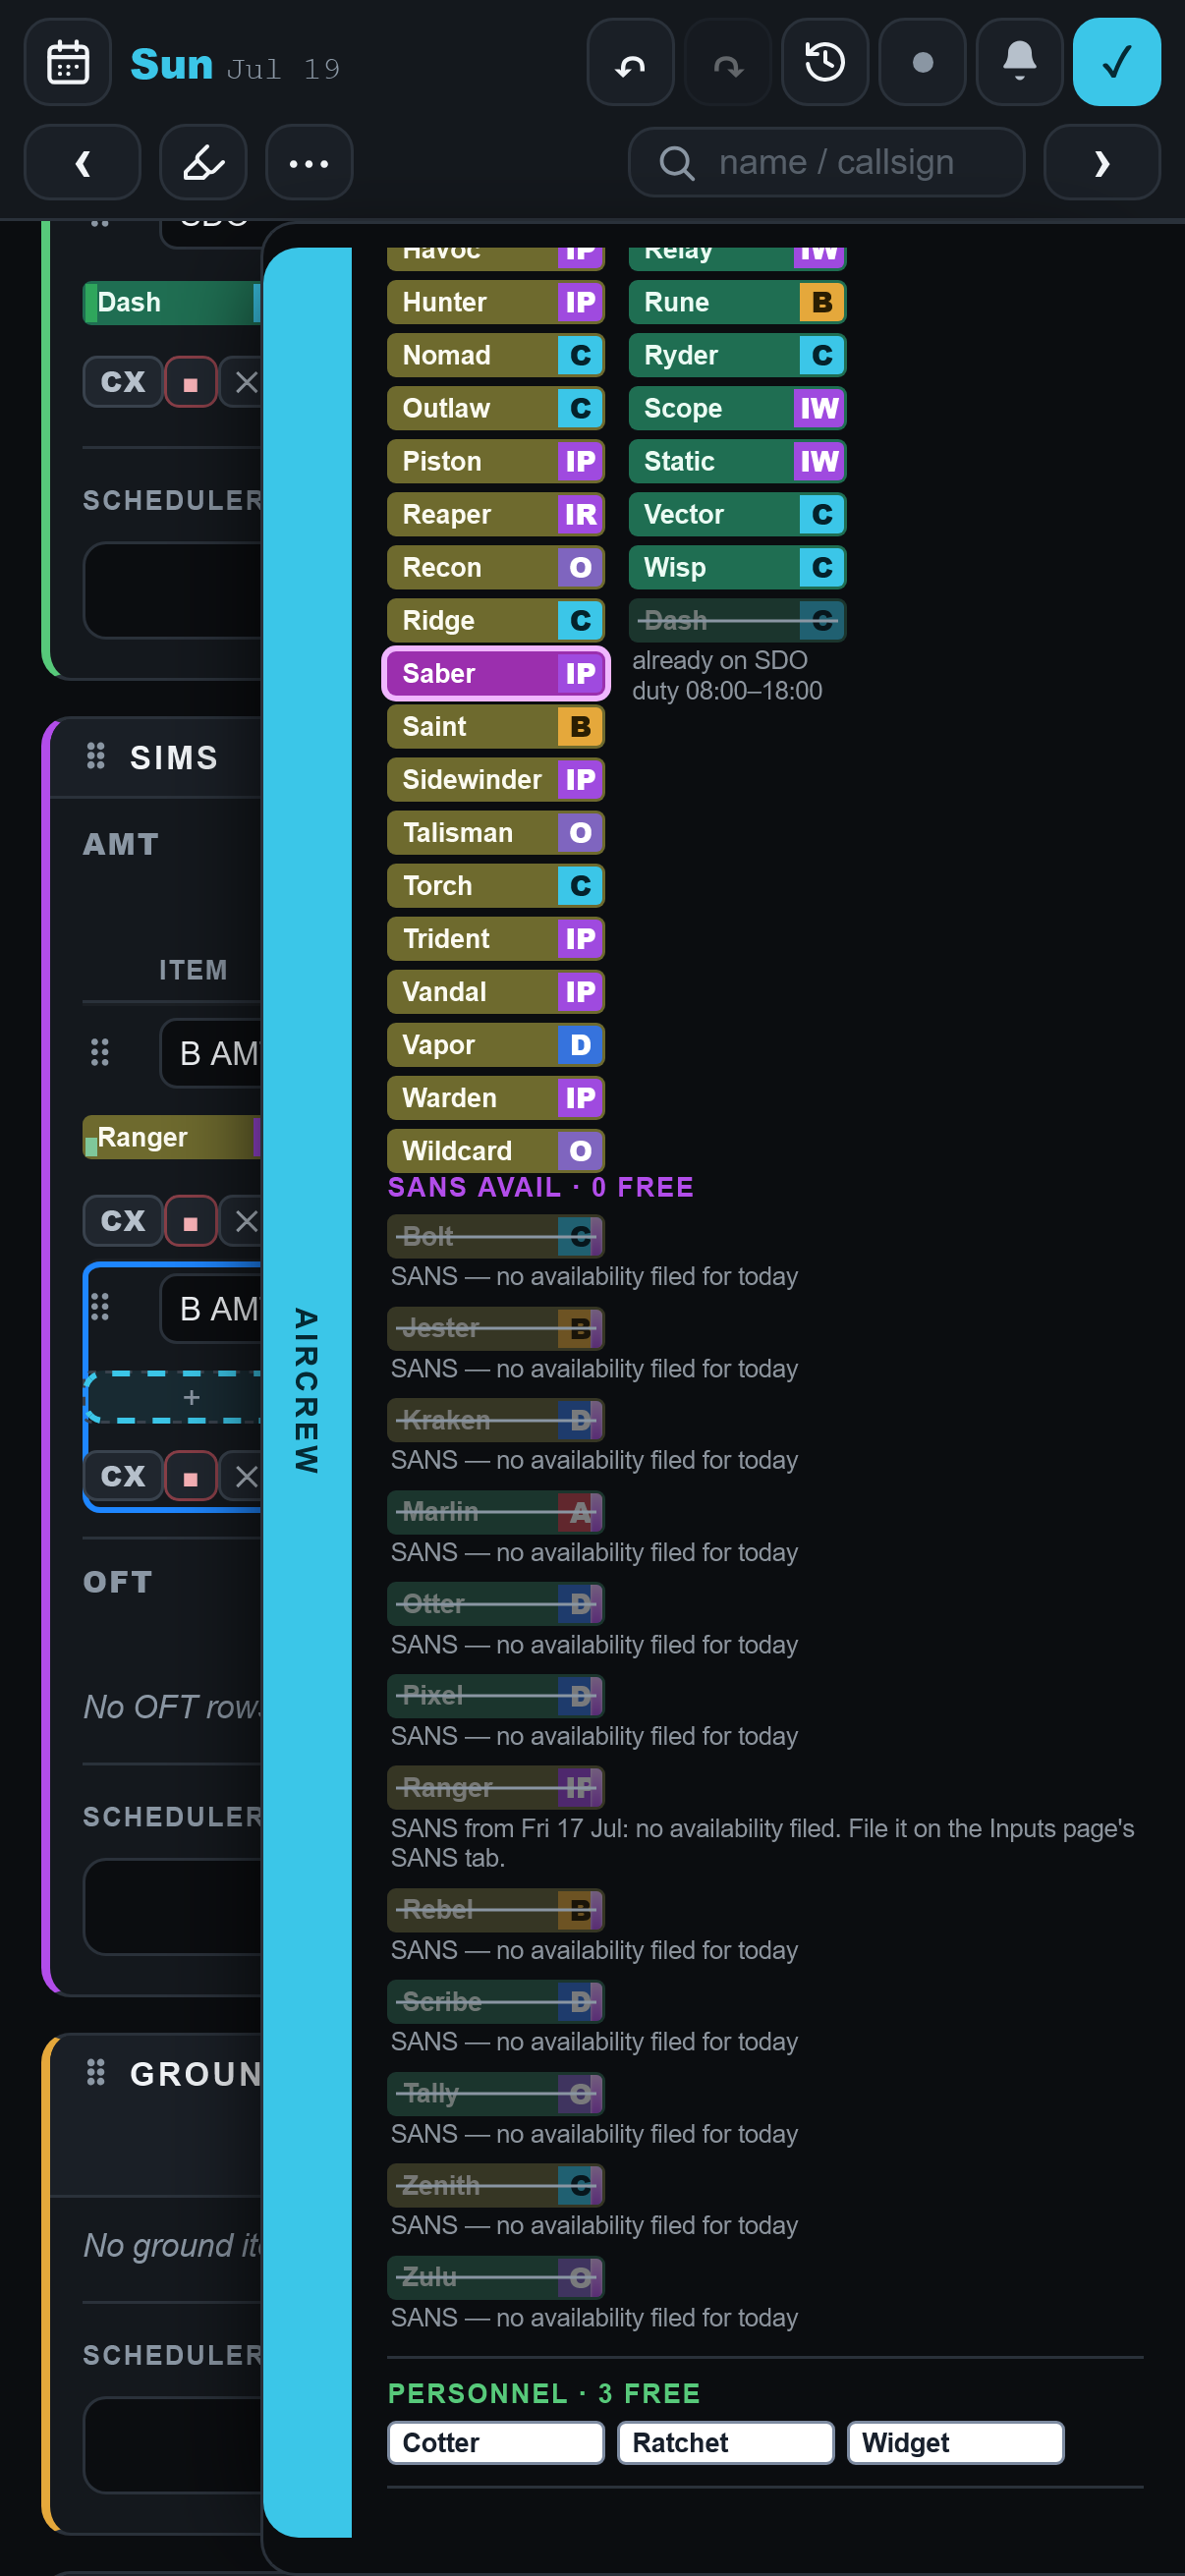 Sun Jul 19
name / callsign
SDO
Dash
CX
SCHEDULER
SIMS
AMT
ITEM
B AM
Ranger
CX
B AM
+
CX
OFT
No OFT rows
SCHEDULER
GROUN
No ground it
SCHEDULER
AIRCREW
Havoc IP
Hunter IP
Nomad C
Outlaw C
Piston IP
Reaper IR
Recon O
Ridge C
Saber IP
Saint B
Sidewinder IP
Talisman O
Torch C
Trident IP
Vandal IP
Vapor D
Warden IP
Wildcard O
Relay IW
Rune B
Ryder C
Scope IW
Static IW
Vector C
Wisp C
Dash C
already on SDO
duty 08:00–18:00
SANS AVAIL · 0 FREE
Bolt C
SANS — no availability filed for today
Jester B
SANS — no availability filed for today
Kraken D
SANS — no availability filed for today
Marlin A
SANS — no availability filed for today
Otter D
SANS — no availability filed for today
Pixel D
SANS — no availability filed for today
Ranger IP
SANS from Fri 17 Jul: no availability filed. File it on the Inputs page's
SANS tab.
Rebel B
SANS — no availability filed for today
Scribe D
SANS — no availability filed for today
Tally O
SANS — no availability filed for today
Zenith C
SANS — no availability filed for today
Zulu O
SANS — no availability filed for today
PERSONNEL · 3 FREE
Cotter
Ratchet
Widget